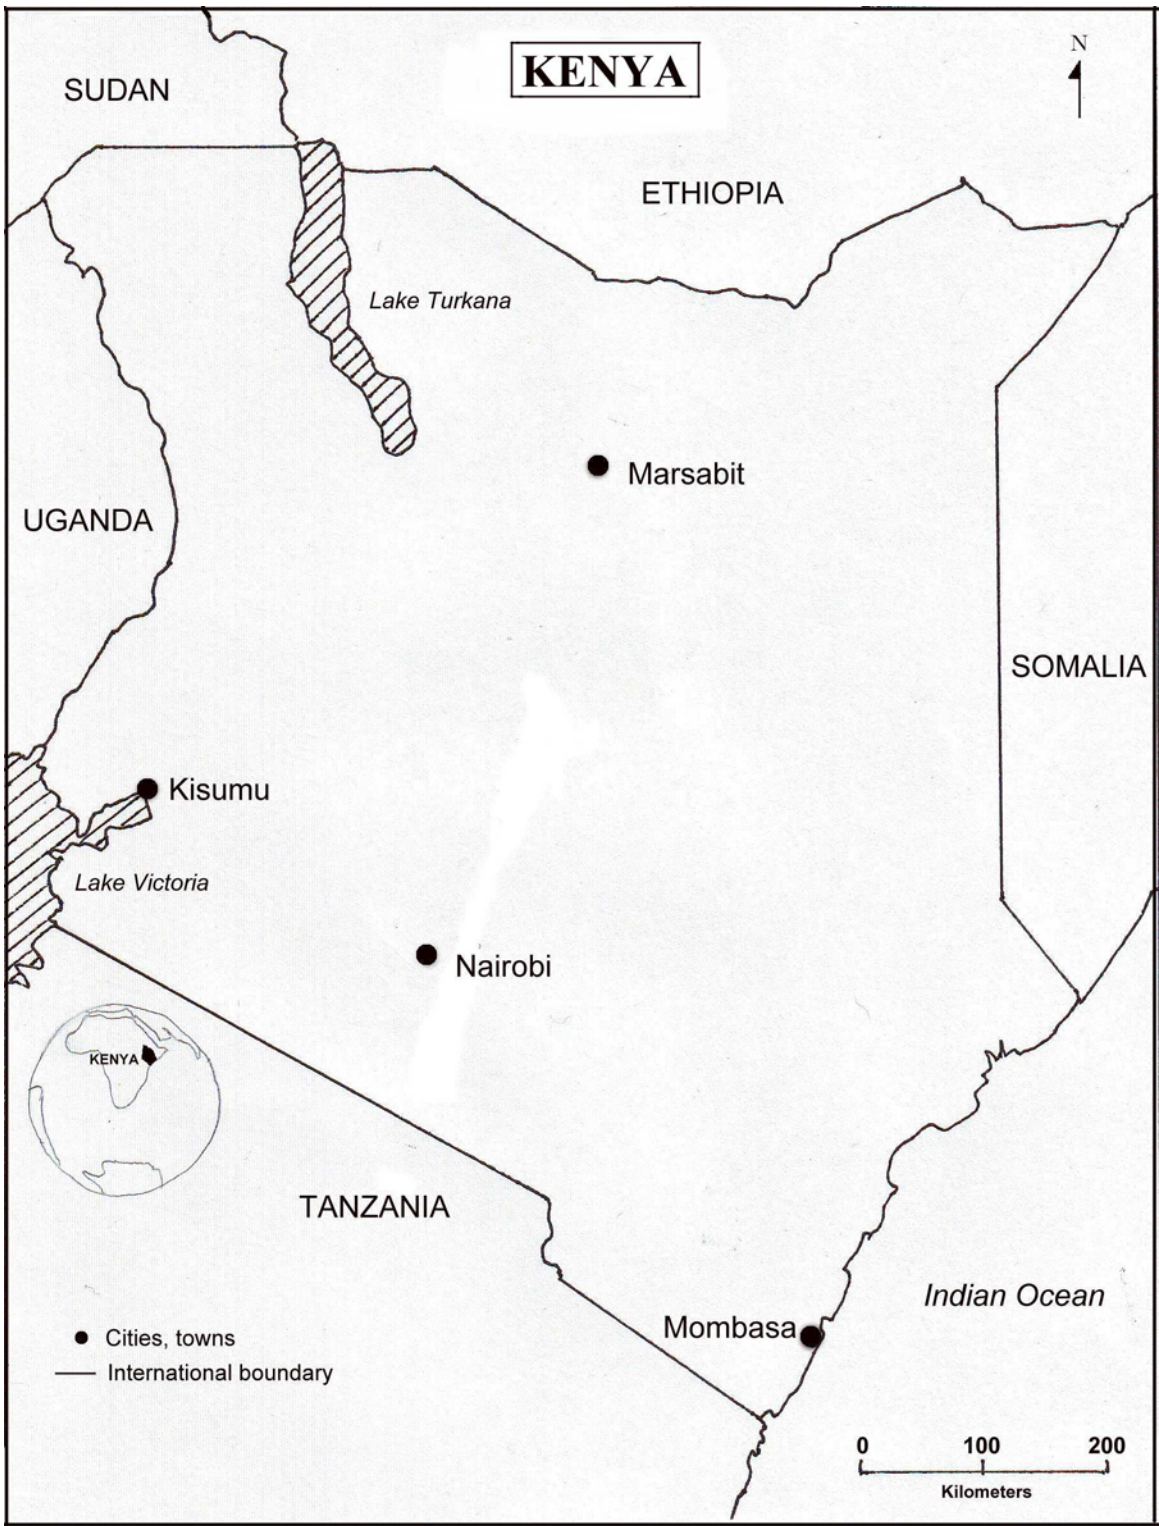 KENYA
N
SUDAN
ETHIOPIA
Lake Turkana
Marsabit
UGANDA
SOMALIA
Kisumu
Lake Victoria
Nairobi
KENYA
TANZANIA
Indian Ocean
Mombasa
Cities, towns
International boundary
0 100 200
Kilometers